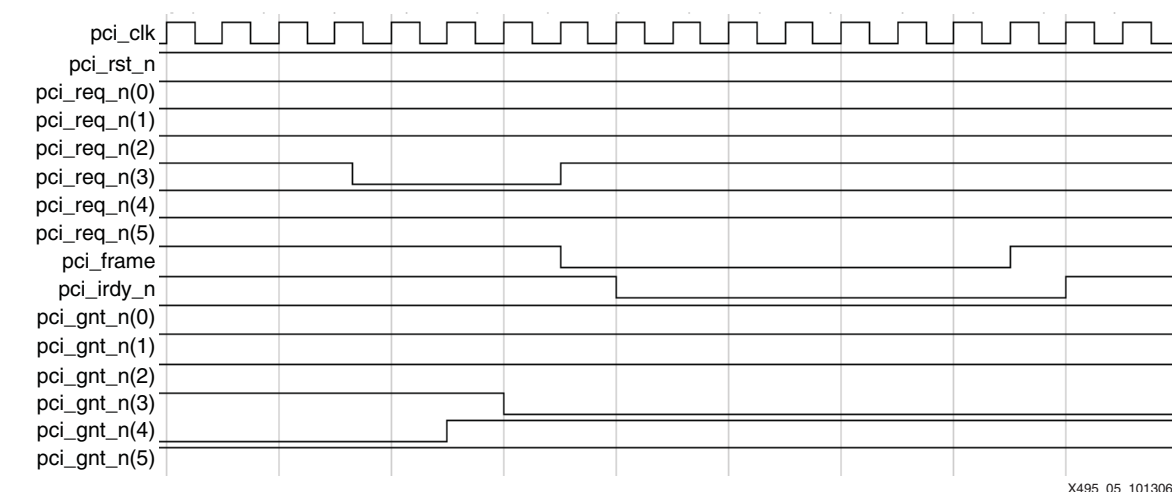 pci_clk
pci_rst_n
pci_req_n(0)
pci_req_n(1)
pci_req_n(2)
pci_req_n(3)
pci_req_n(4)
pci_req_n(5)
pci_frame
pci_irdy_n
pci_gnt_n(0)
pci_gnt_n(1)
pci_gnt_n(2)
pci_gnt_n(3)
pci_gnt_n(4)
pci_gnt_n(5)
X495_05_101306